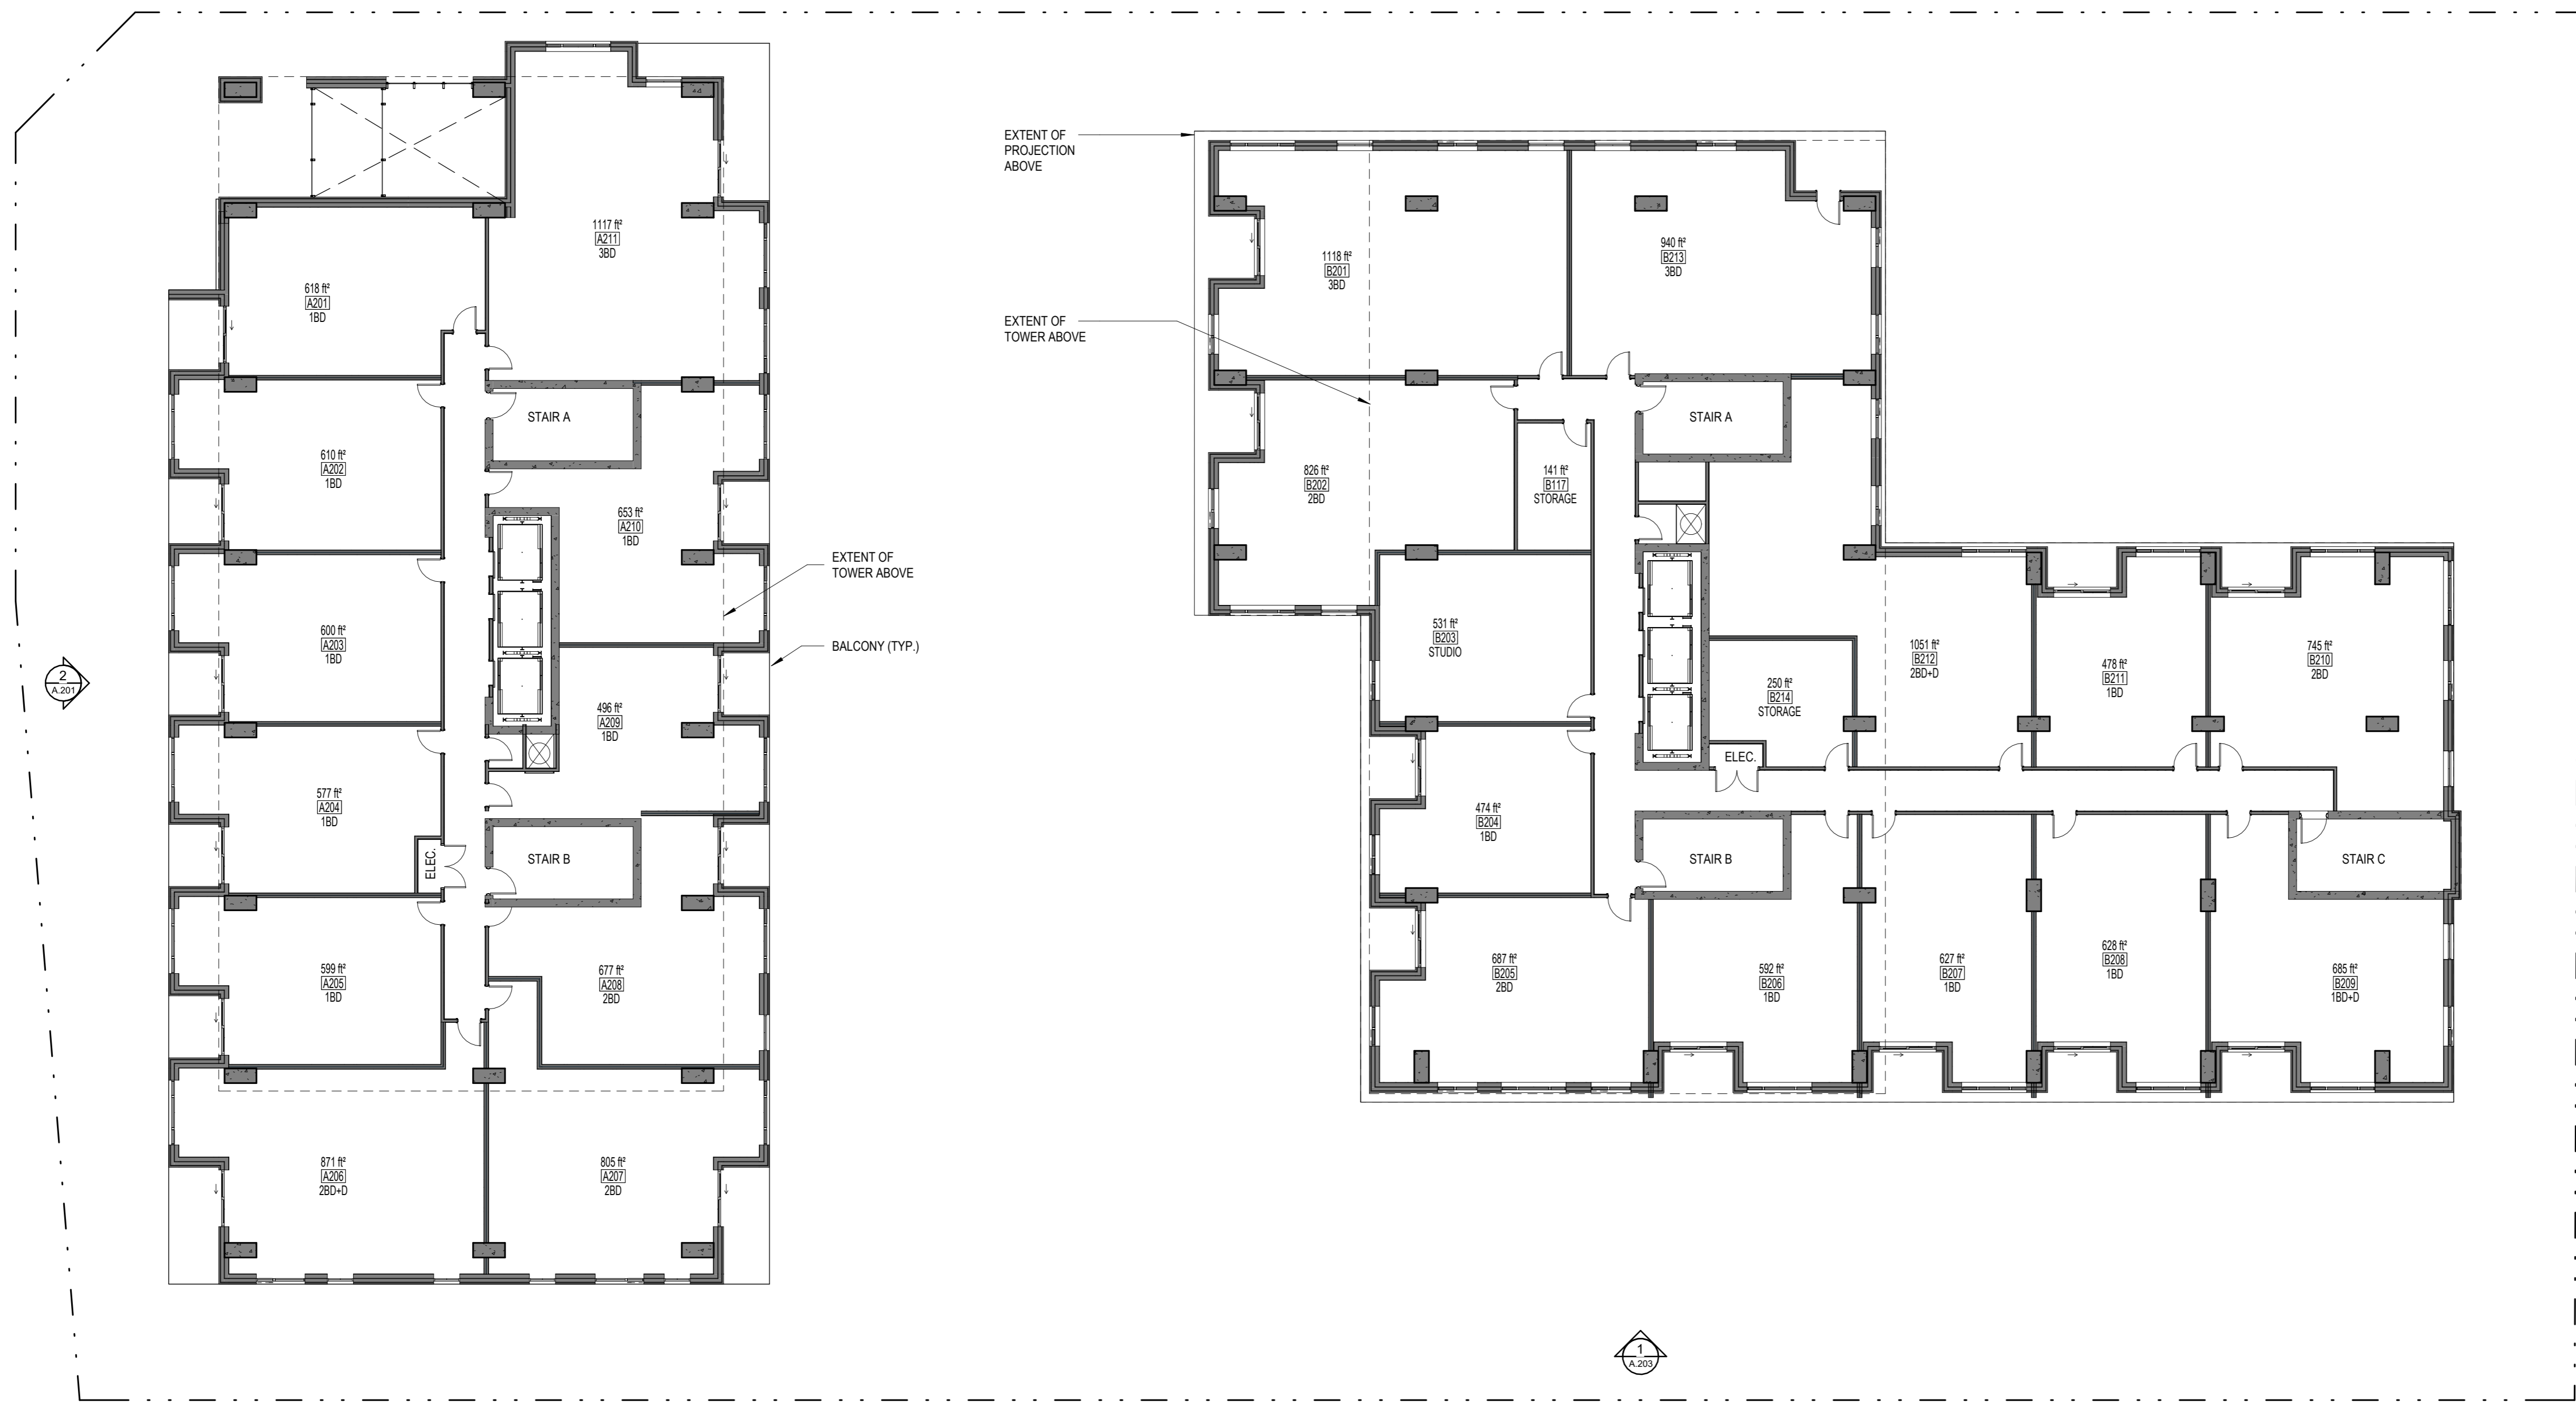 EXTENT OF
PROJECTION
ABOVE
EXTENT OF
TOWER ABOVE
1117 ft²
A211
3BD
618 ft²
A201
1BD
STAIR A
610 ft²
A202
1BD
653 ft²
A210
1BD
EXTENT OF
TOWER ABOVE
600 ft²
A203
1BD
BALCONY (TYP.)
2
A.201
496 ft²
A209
1BD
577 ft²
A204
1BD
ELEC.
STAIR B
599 ft²
A205
1BD
677 ft²
A208
2BD
871 ft²
A206
2BD+D
805 ft²
A207
2BD
1118 ft²
B201
3BD
940 ft²
B213
3BD
STAIR A
826 ft²
B202
2BD
141 ft²
B117
STORAGE
531 ft²
B203
STUDIO
1051 ft²
B212
2BD+D
478 ft²
B211
1BD
745 ft²
B210
2BD
250 ft²
B214
STORAGE
ELEC.
474 ft²
B204
1BD
STAIR B
STAIR C
687 ft²
B205
2BD
592 ft²
B206
1BD
627 ft²
B207
1BD
628 ft²
B208
1BD
685 ft²
B209
1BD+D
1
A.203